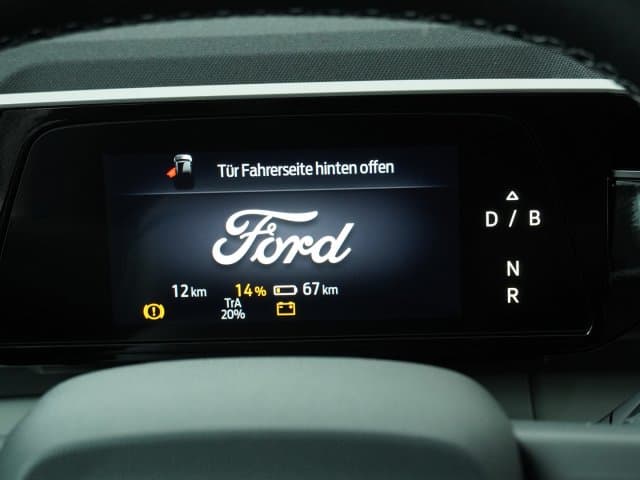 Tür Fahrerseite hinten offen
Ford
12 km 14 % 67 km
TrA
20%
D / B
N
R